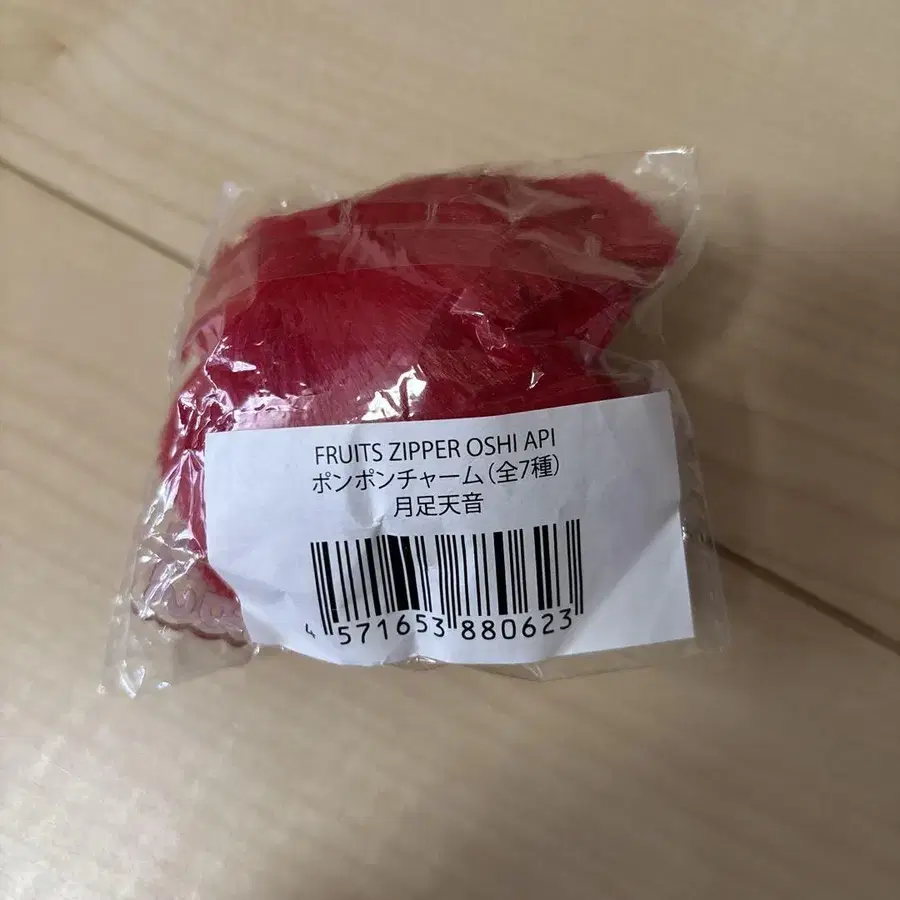 FRUITS ZIPPER OSHI API
ポンポンチャーム(全7種)
月足天音
4 571653 880623